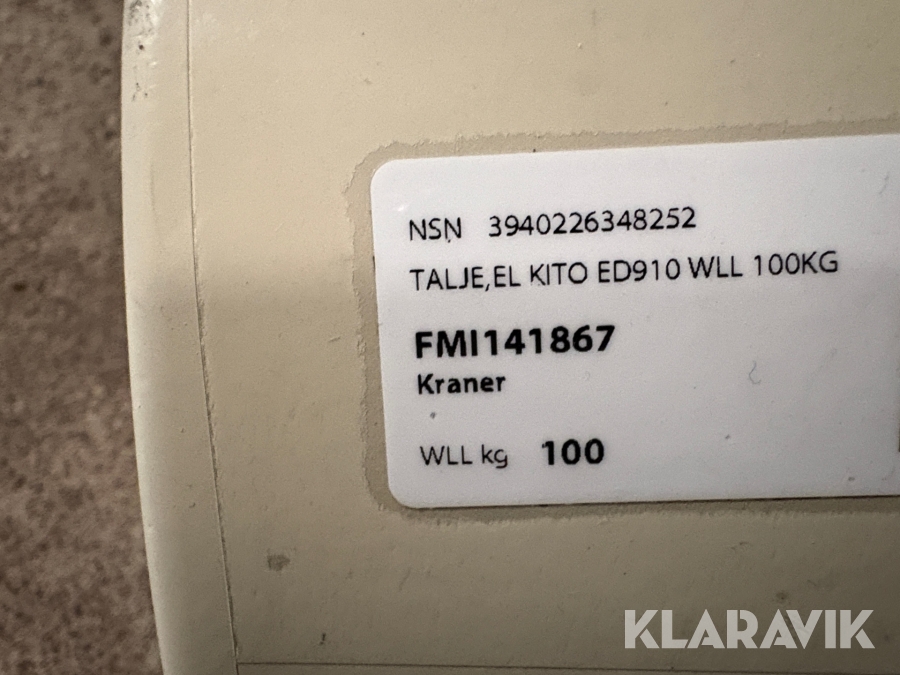 NSN 3940226348252
TALJE,EL KITO ED910 WLL 100KG
FMI141867
Kraner
WLL kg 100
KLARAVIK